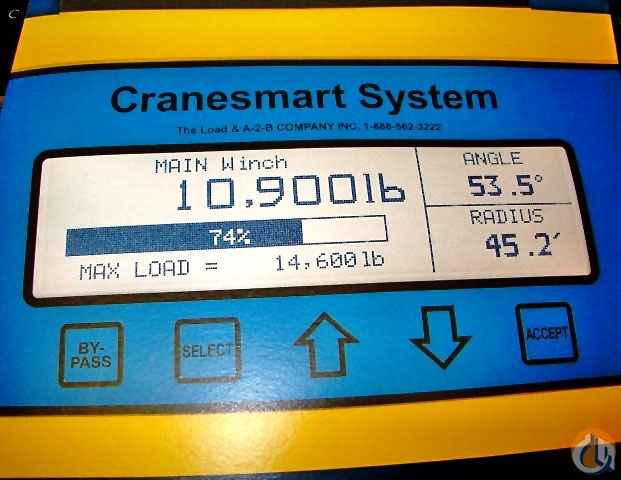 Cranesmart System
The Load & A-2-B COMPANY INC. 1-888-562-3222
MAIN Winch
10,900lb
74%
MAX LOAD = 14,600lb
ANGLE
53.5°
RADIUS
45.2'
BY-
PASS
SELECT
ACCEPT